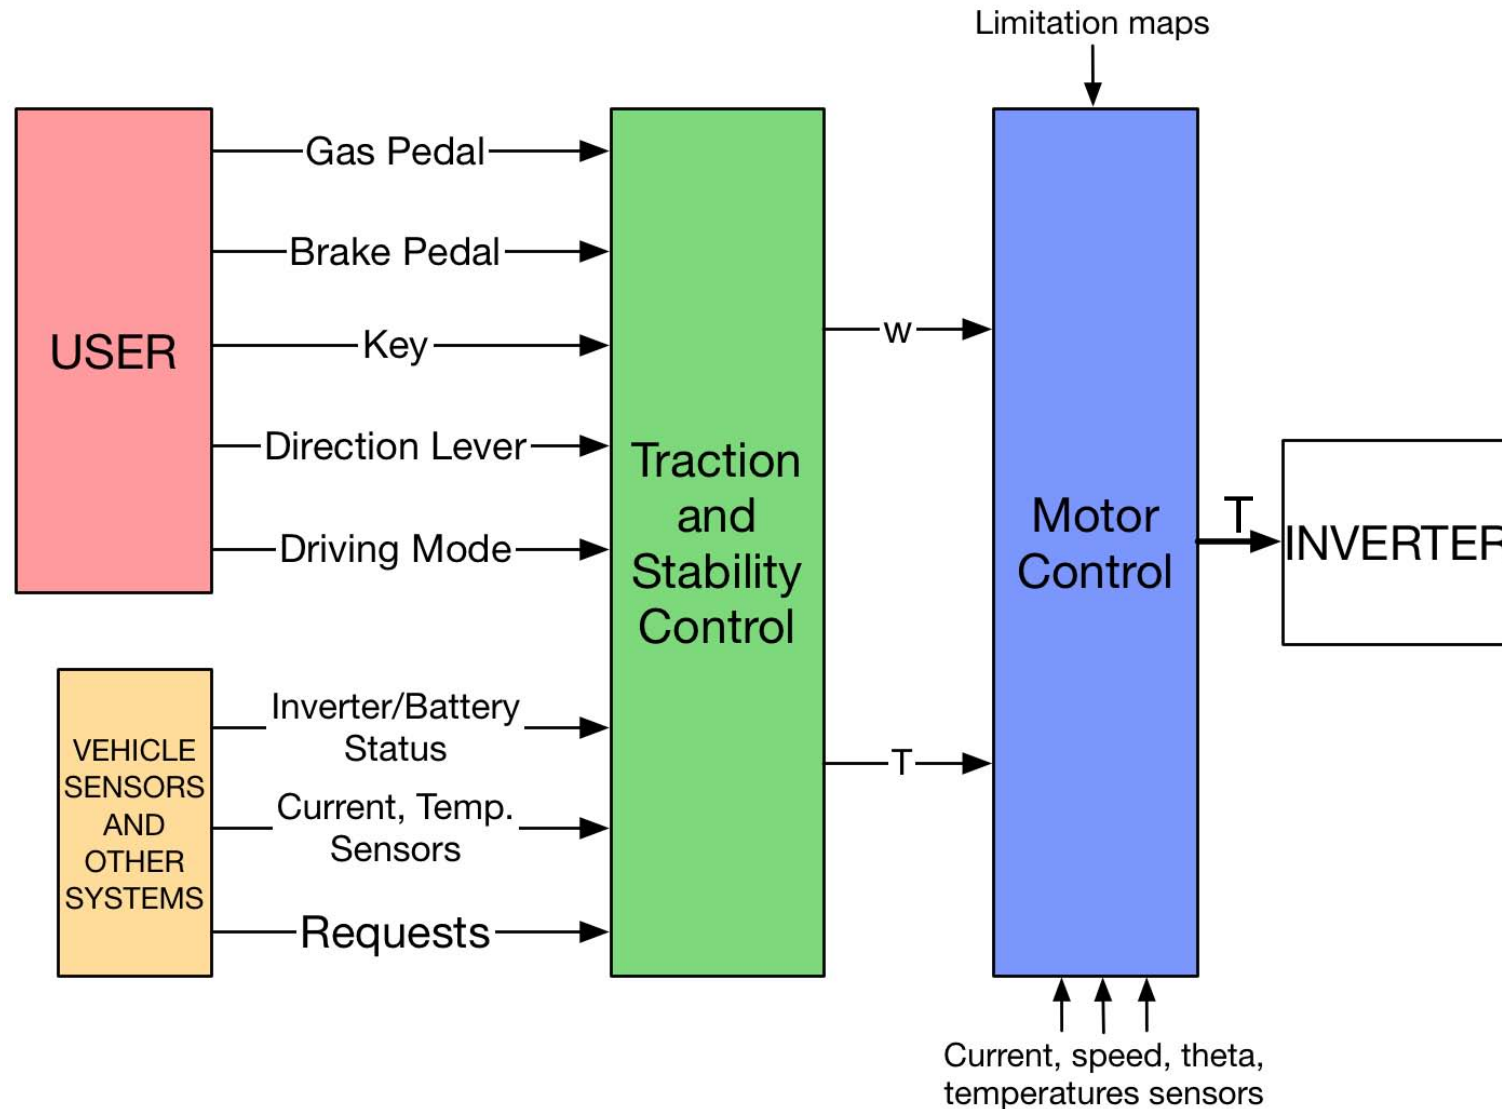 Limitation maps
USER
Gas Pedal
Brake Pedal
Key
Direction Lever
Driving Mode
VEHICLE
SENSORS
AND
OTHER
SYSTEMS
Inverter/Battery
Status
Current, Temp.
Sensors
Requests
Traction
and
Stability
Control
w
T
Motor
Control
T
INVERTER
Current, speed, theta,
temperatures sensors